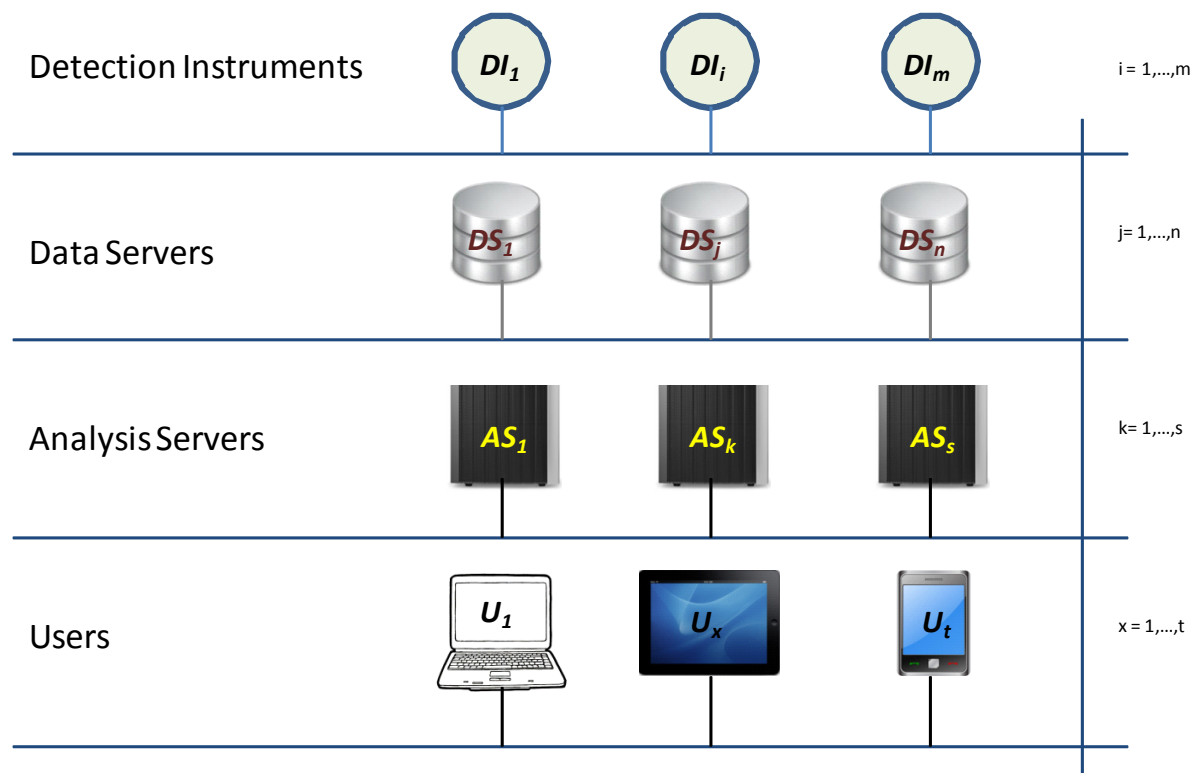 Detection Instruments DI₁ DIᵢ DIₘ i = 1,...,m
Data Servers DS₁ DSⱼ DSₙ j= 1,...,n
Analysis Servers AS₁ ASₖ ASₛ k= 1,...,s
Users U₁ Uₓ Uₜ x = 1,...,t